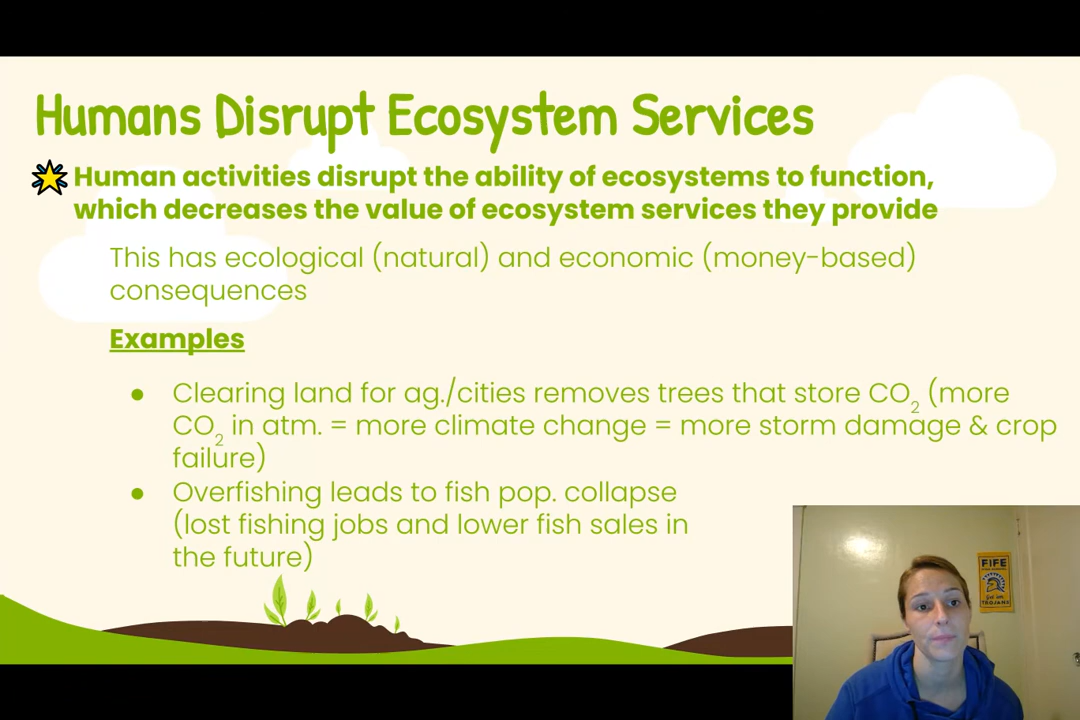 Humans Disrupt Ecosystem Services
Human activities disrupt the ability of ecosystems to function,
which decreases the value of ecosystem services they provide
This has ecological (natural) and economic (money-based)
consequences
Examples
● Clearing land for ag./cities removes trees that store CO₂ (more
CO₂ in atm. = more climate change = more storm damage & crop
failure)
● Overfishing leads to fish pop. collapse
(lost fishing jobs and lower fish sales in
the future)
FIFE
TROJANS